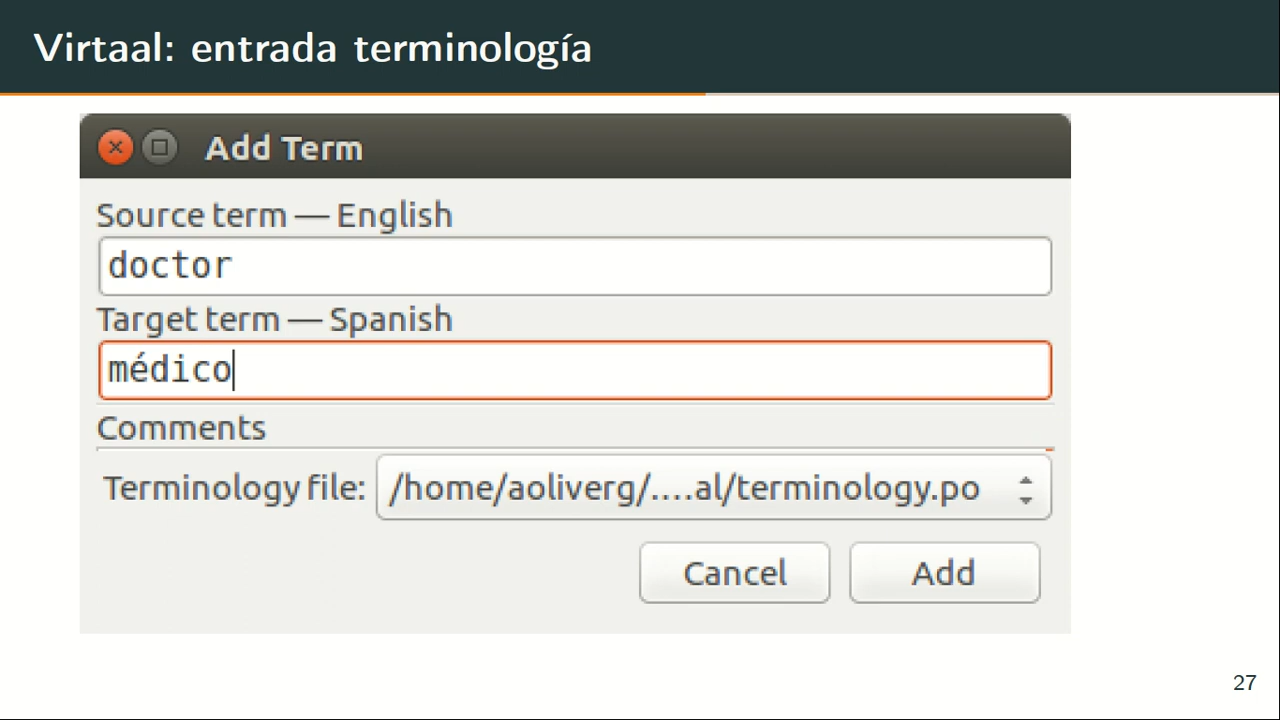 Virtaal: entrada terminología
Add Term
Source term — English
doctor
Target term — Spanish
médico
Comments
Terminology file: /home/aoliverg/....al/terminology.po
Cancel Add
27